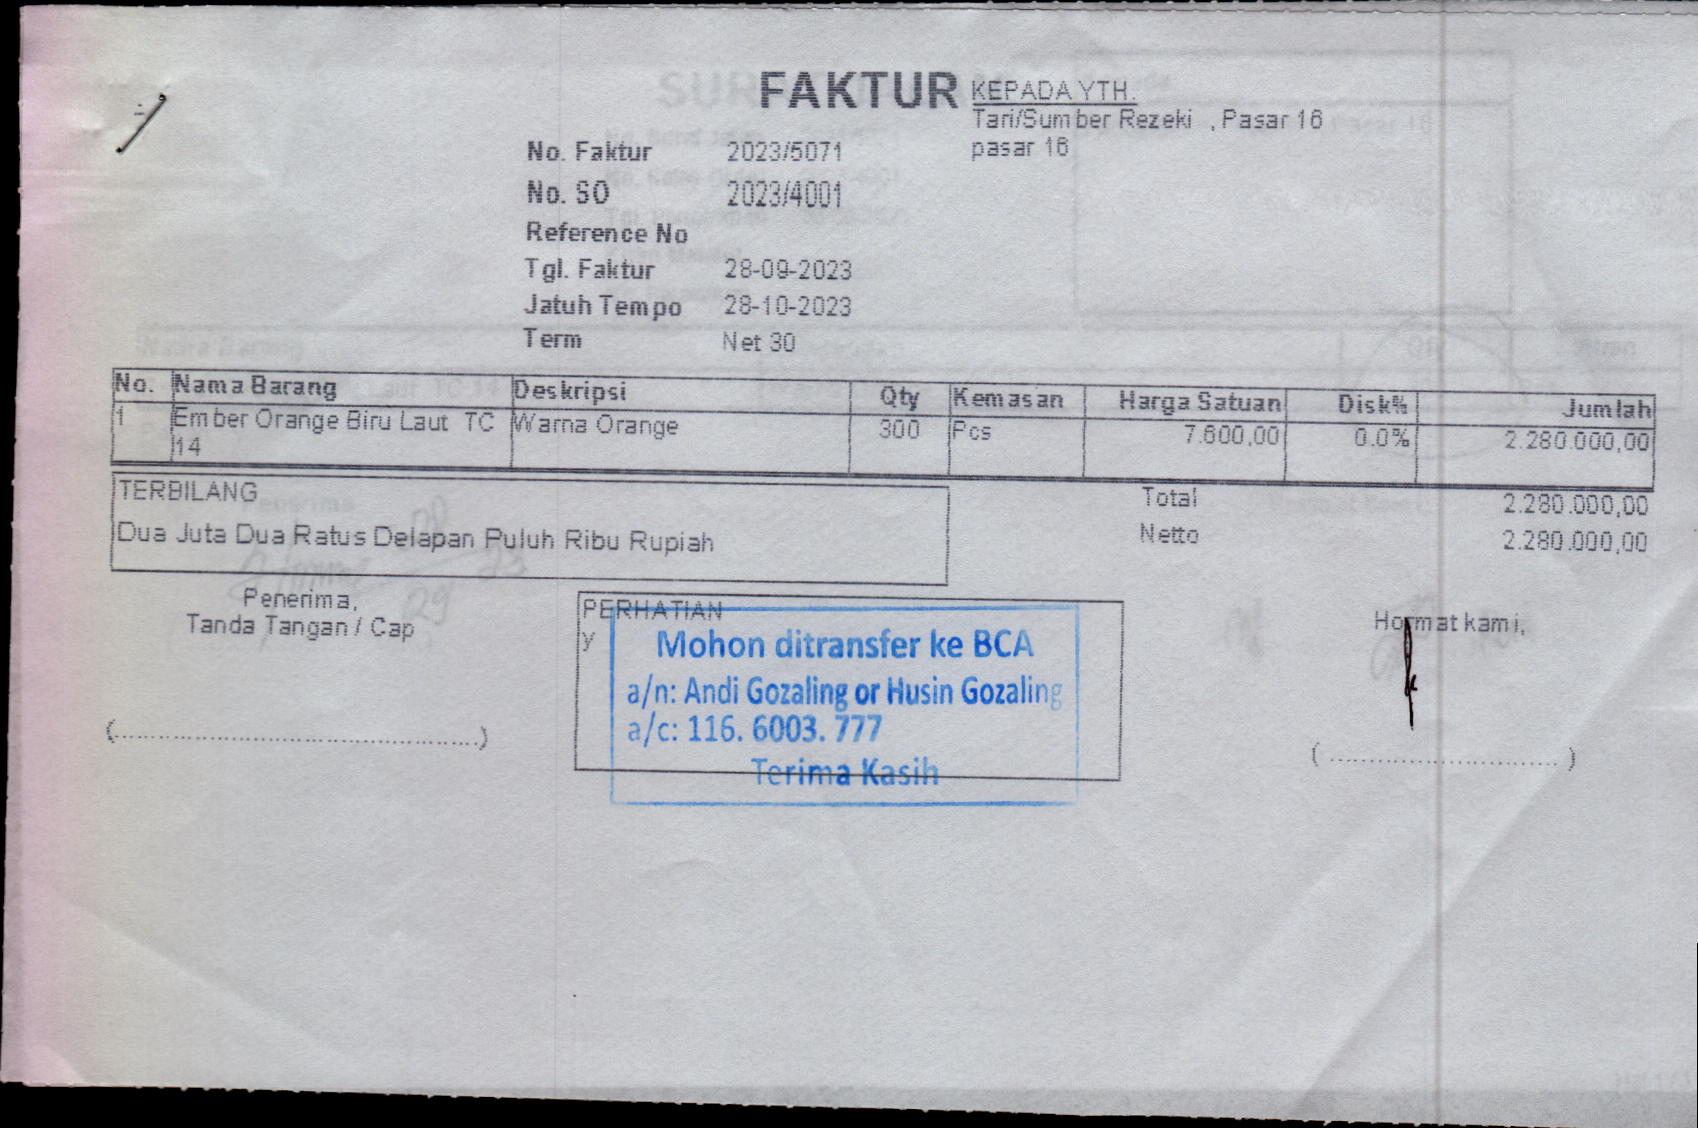 FAKTUR
KEPADA YTH.
Tari/Sumber Rezeki , Pasar 16
pasar 16
No. Faktur 2023/5071
No. SO 2023/4001
Reference No
Tgl. Faktur 28-09-2023
Jatuh Tempo 28-10-2023
Term Net 30
No. Nama Barang Deskripsi Qty Kemasan Harga Satuan Disk% Jumlah
1 Ember Orange Biru Laut TC 14 Warna Orange 300 Pcs 7.600,00 0.0% 2.280.000,00
TERBILANG
Dua Juta Dua Ratus Delapan Puluh Ribu Rupiah
Total 2.280.000,00
Netto 2.280.000,00
Penerima,
Tanda Tangan / Cap
(..............................................)
PERHATIAN
y
Mohon ditransfer ke BCA
a/n: Andi Gozaling or Husin Gozaling
a/c: 116. 6003. 777
Terima Kasih
Hormat kami,
(..............................)